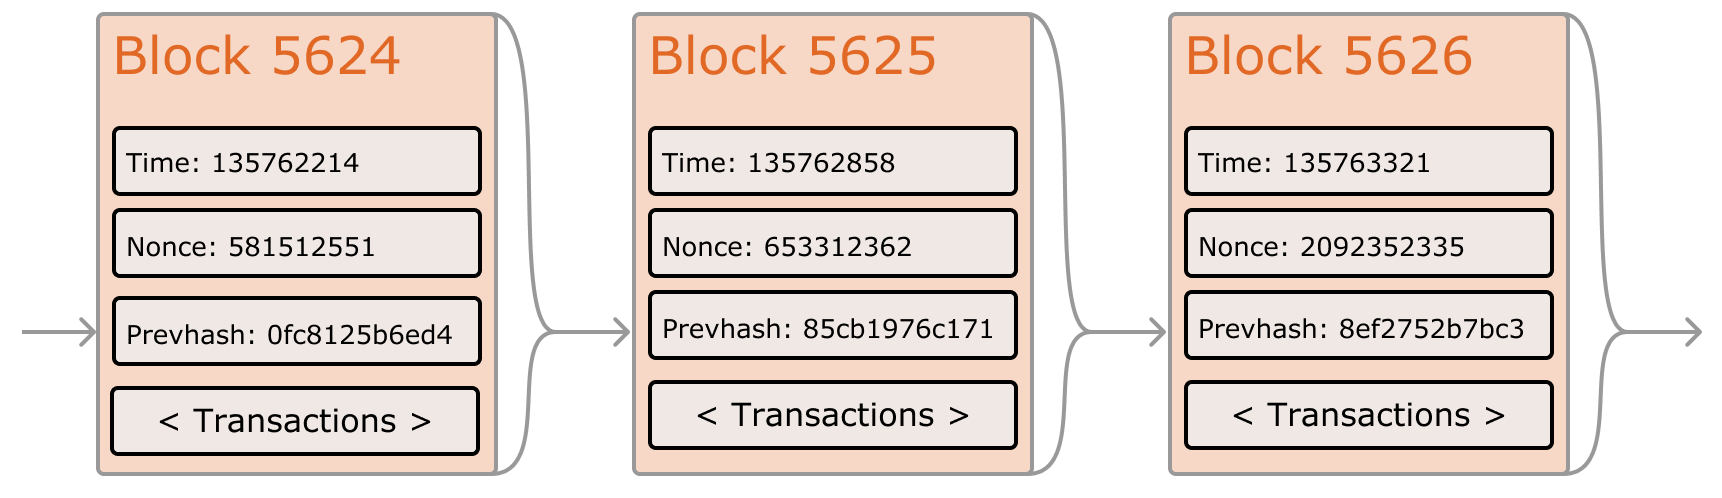 Block 5624
Time: 135762214
Nonce: 581512551
Prevhash: 0fc8125b6ed4
< Transactions >
Block 5625
Time: 135762858
Nonce: 653312362
Prevhash: 85cb1976c171
< Transactions >
Block 5626
Time: 135763321
Nonce: 2092352335
Prevhash: 8ef2752b7bc3
< Transactions >